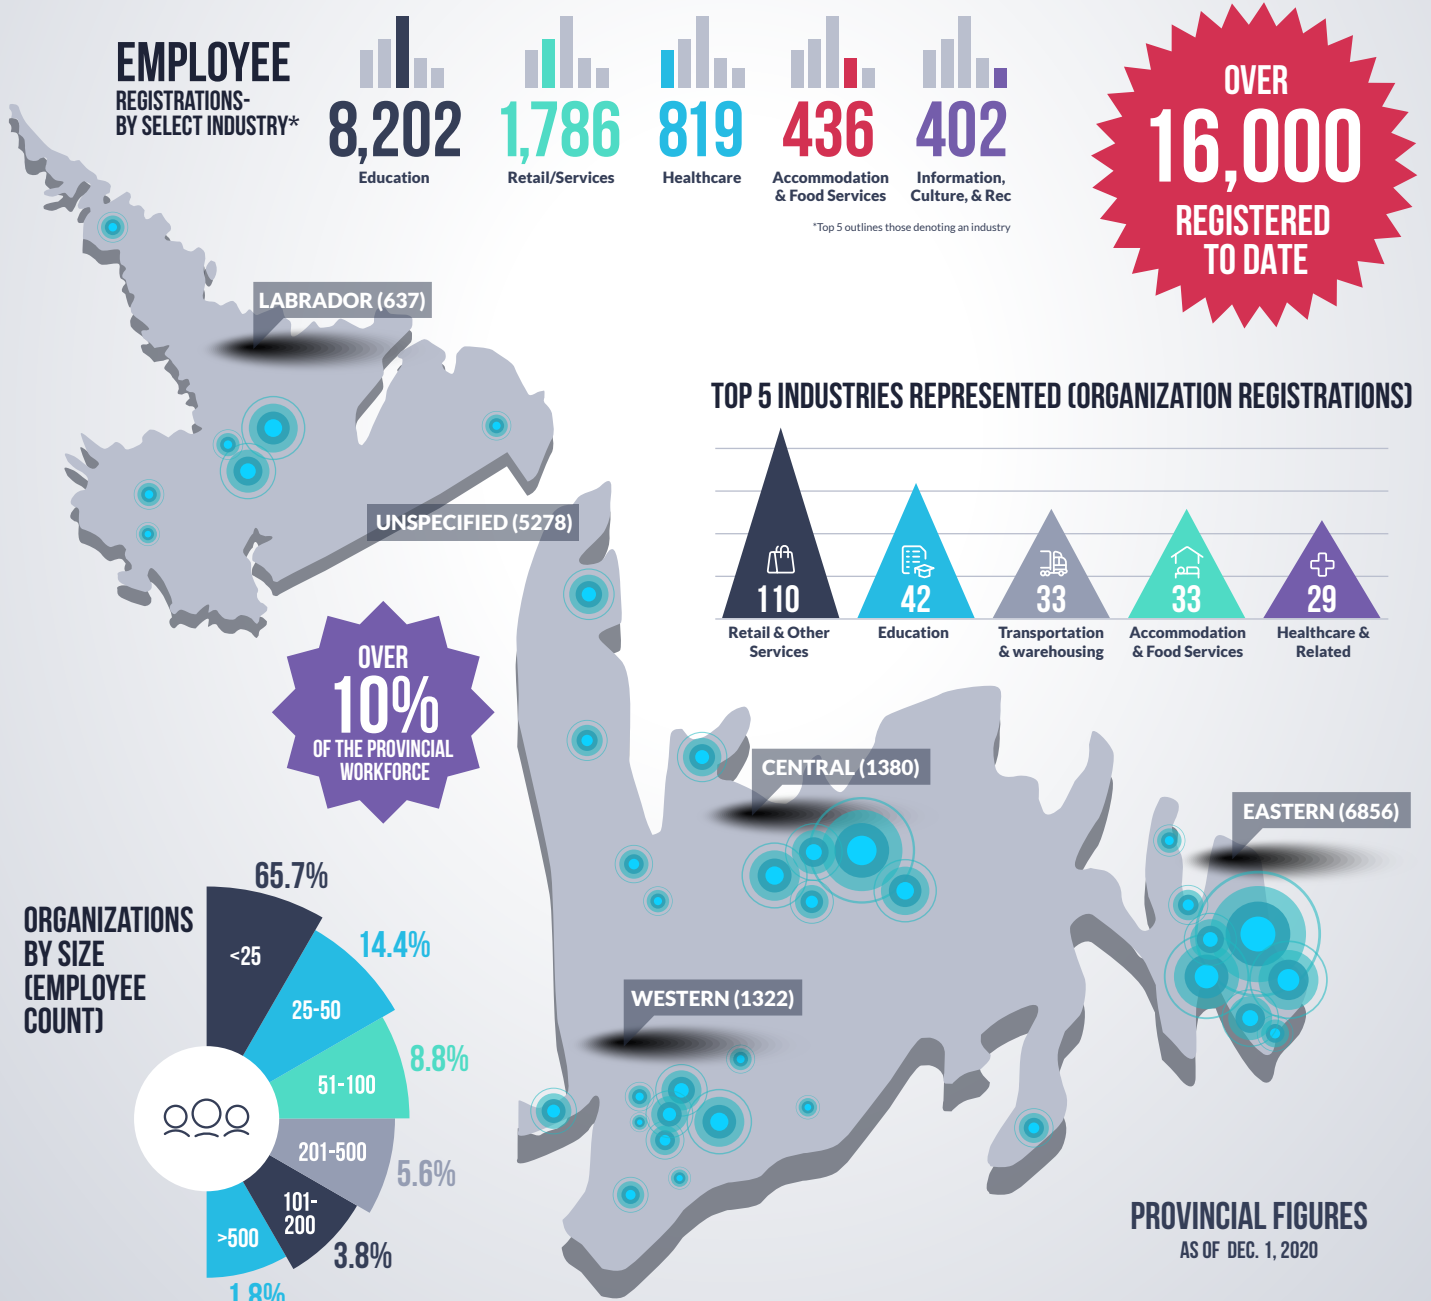 EMPLOYEE
REGISTRATIONS-
BY SELECT INDUSTRY*
8,202
Education
1,786
Retail/Services
819
Healthcare
436
Accommodation
& Food Services
402
Information,
Culture, & Rec
*Top 5 outlines those denoting an industry
OVER
16,000
REGISTERED
TO DATE
LABRADOR (637)
UNSPECIFIED (5278)
TOP 5 INDUSTRIES REPRESENTED (ORGANIZATION REGISTRATIONS)
110
Retail & Other
Services
42
Education
33
Transportation
& warehousing
33
Accommodation
& Food Services
29
Healthcare &
Related
OVER
10%
OF THE PROVINCIAL
WORKFORCE
CENTRAL (1380)
EASTERN (6856)
WESTERN (1322)
ORGANIZATIONS
BY SIZE
(EMPLOYEE
COUNT)
65.7%
<25
14.4%
25-50
8.8%
51-100
201-500
5.6%
101-
200
3.8%
>500
1.8%
PROVINCIAL FIGURES
AS OF DEC. 1, 2020